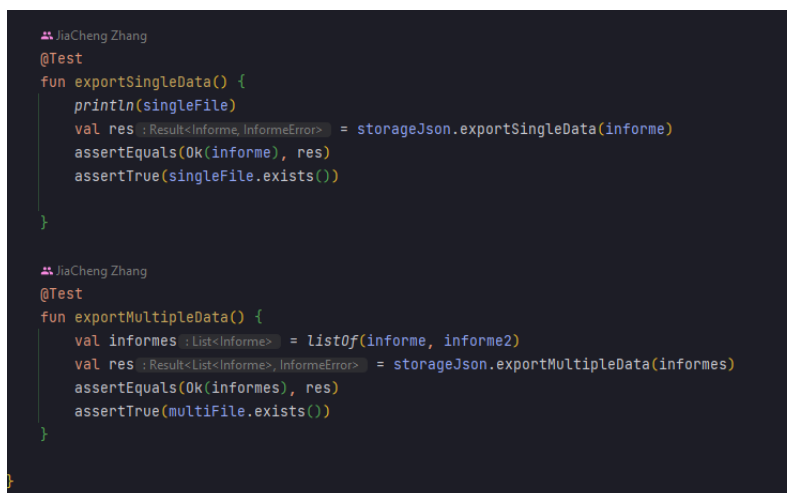 JiaCheng Zhang
@Test
fun exportSingleData() {
println(singleFile)
val res : Result<Informe, InformeError> = storageJson.exportSingleData(informe)
assertEquals(Ok(informe), res)
assertTrue(singleFile.exists())
}
JiaCheng Zhang
@Test
fun exportMultipleData() {
val informes : List<Informe> = listOf(informe, informe2)
val res : Result<List<Informe>, InformeError> = storageJson.exportMultipleData(informes)
assertEquals(Ok(informes), res)
assertTrue(multiFile.exists())
}
}